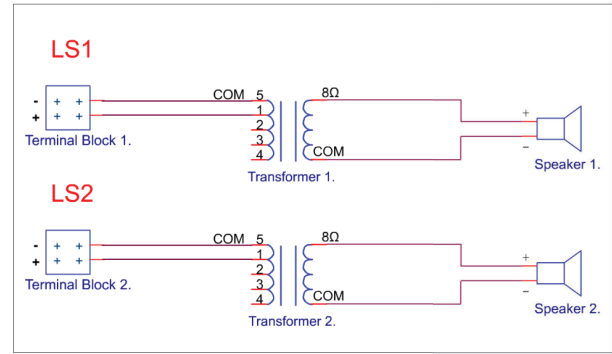 LS1
COM 5 8Ω
- 1 +
+ 2
3 −
Terminal Block 1. 4 COM
Transformer 1. Speaker 1.
LS2
COM 5 8Ω
- 1 +
+ 2
3 −
Terminal Block 2. 4 COM
Transformer 2. Speaker 2.